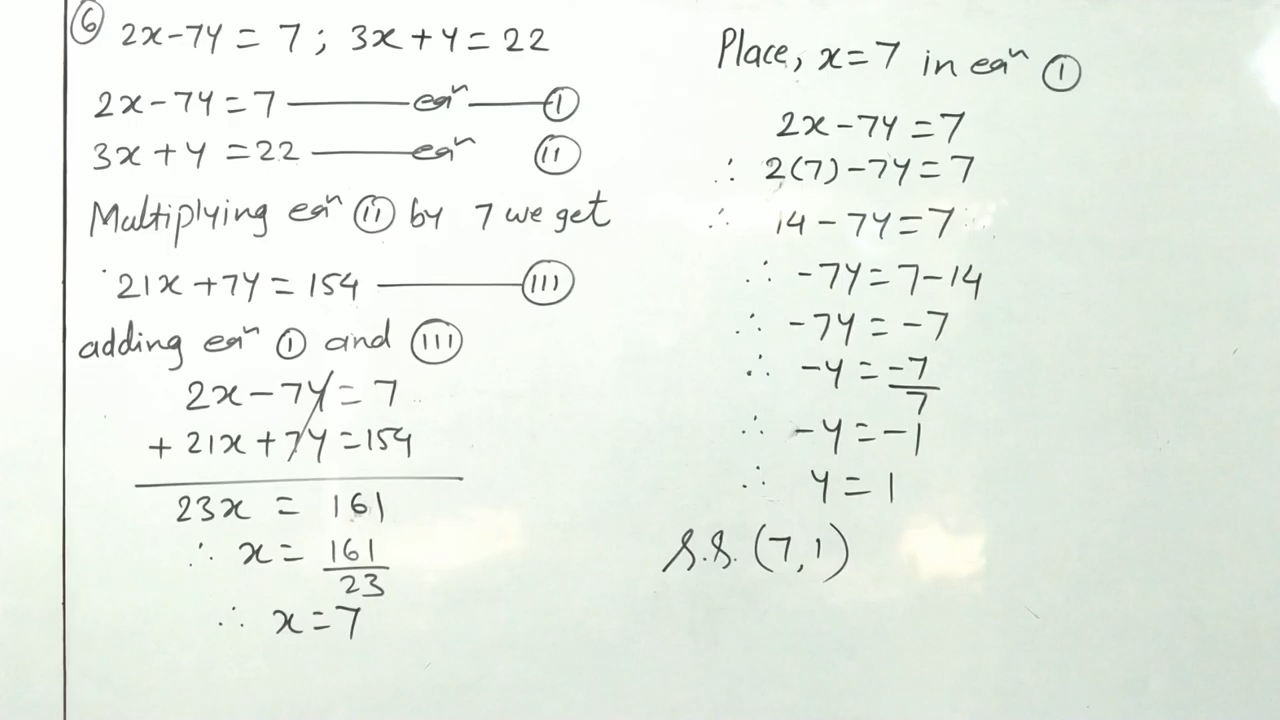 ⑥ 2x-7y = 7 ; 3x+y = 22
2x-7y = 7 —— eqⁿ —— Ⓘ
3x+y = 22 —— eqⁿ ⓘⓘ
Multiplying eqⁿ ⓘⓘ by 7 we get
21x+7y = 154 —— ⓘⓘⓘ
adding eqⁿ ⓘ and ⓘⓘⓘ
2x-7y = 7
+ 21x+7y = 154
23x = 161
∴ x = 161/23
∴ x = 7
Place, x=7 in eqⁿ Ⓘ
2x-7y = 7
∴ 2(7)-7y = 7
∴ 14-7y = 7
∴ -7y = 7-14
∴ -7y = -7
∴ -y = -7/7
∴ -y = -1
∴ y = 1
S.S. (7,1)